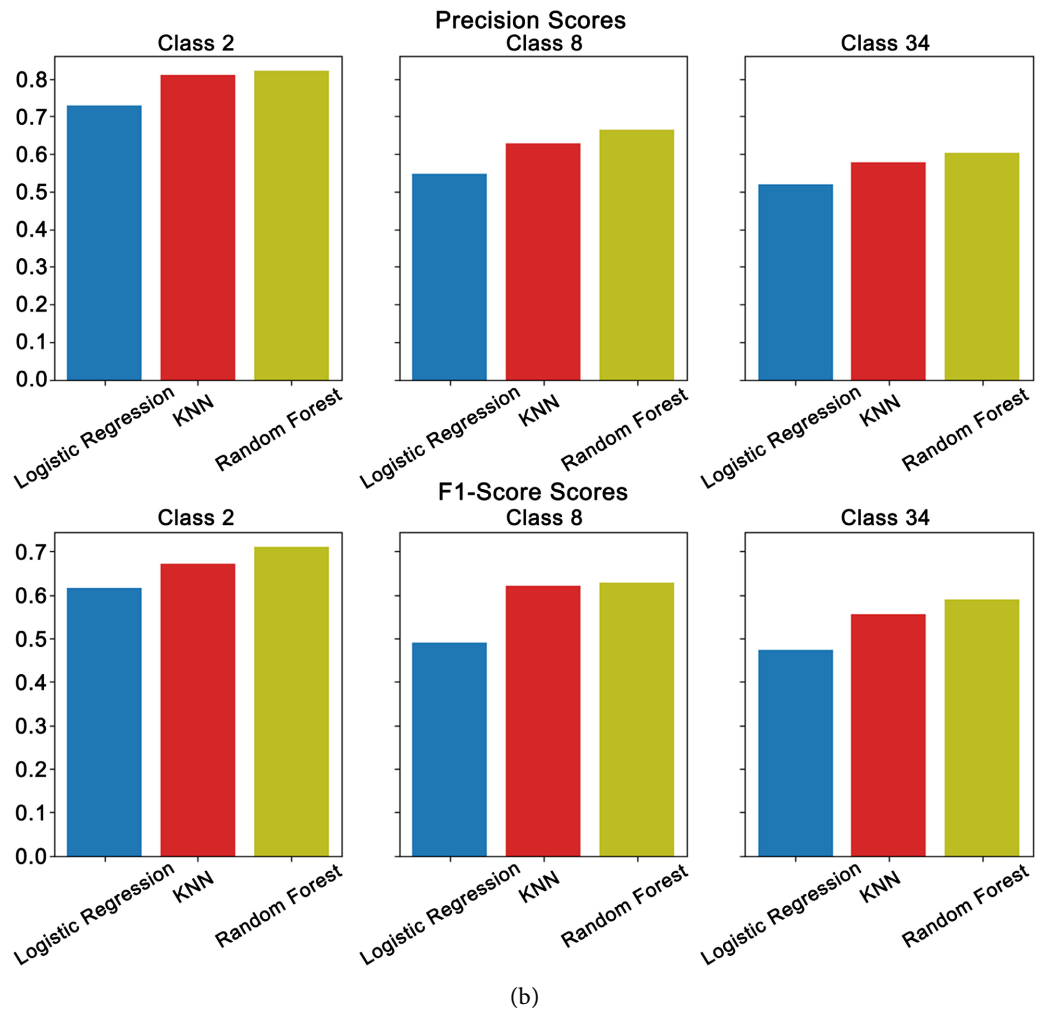 Precision Scores
Class 2 Class 8 Class 34
0.8
0.7
0.6
0.5
0.4
0.3
0.2
0.1
0.0
Logistic Regression KNN Random Forest Logistic Regression KNN Random Forest Logistic Regression KNN Random Forest
F1-Score Scores
Class 2 Class 8 Class 34
0.7
0.6
0.5
0.4
0.3
0.2
0.1
0.0
Logistic Regression KNN Random Forest Logistic Regression KNN Random Forest Logistic Regression KNN Random Forest
(b)